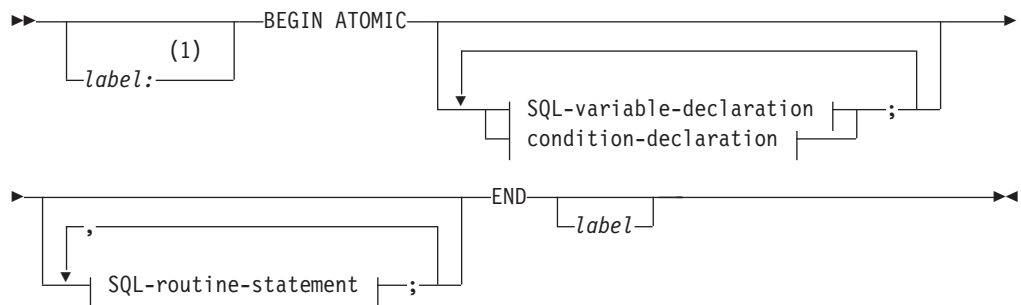 BEGIN ATOMIC
(1)
label:
SQL-variable-declaration ;
condition-declaration
END
label
,
SQL-routine-statement ;